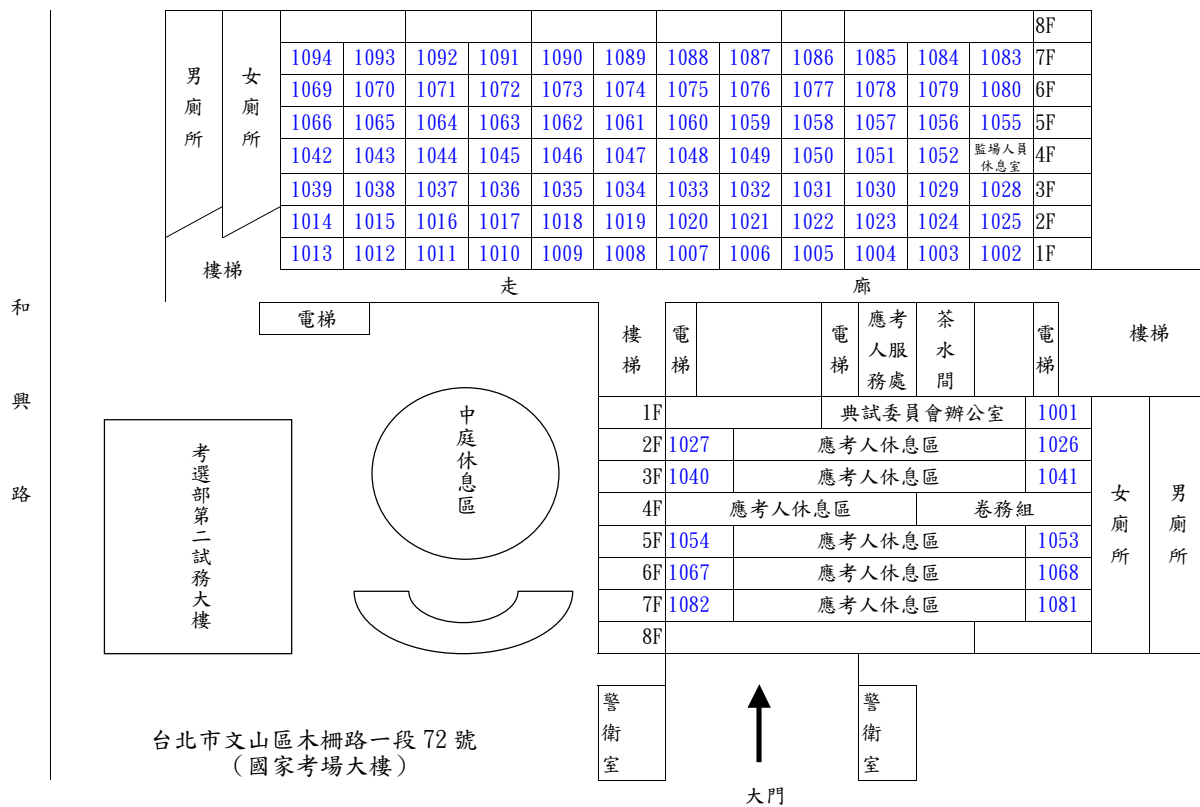 8F
1094 1093 1092 1091 1090 1089 1088 1087 1086 1085 1084 1083 7F
1069 1070 1071 1072 1073 1074 1075 1076 1077 1078 1079 1080 6F
1066 1065 1064 1063 1062 1061 1060 1059 1058 1057 1056 1055 5F
1042 1043 1044 1045 1046 1047 1048 1049 1050 1051 1052 監場人員休息室 4F
1039 1038 1037 1036 1035 1034 1033 1032 1031 1030 1029 1028 3F
1014 1015 1016 1017 1018 1019 1020 1021 1022 1023 1024 1025 2F
1013 1012 1011 1010 1009 1008 1007 1006 1005 1004 1003 1002 1F
男廁所
女廁所
樓梯
走廊
和興路
電梯
樓梯
電梯
電梯
應考人服務處
茶水間
電梯
樓梯
1F 典試委員會辦公室 1001
2F 1027 應考人休息區 1026
3F 1040 應考人休息區 1041
4F 應考人休息區 卷務組
5F 1054 應考人休息區 1053
6F 1067 應考人休息區 1068
7F 1082 應考人休息區 1081
8F
女廁所
男廁所
中庭休息區
考選部第二試務大樓
警衛室
警衛室
台北市文山區木柵路一段 72 號
（國家考場大樓）
大門